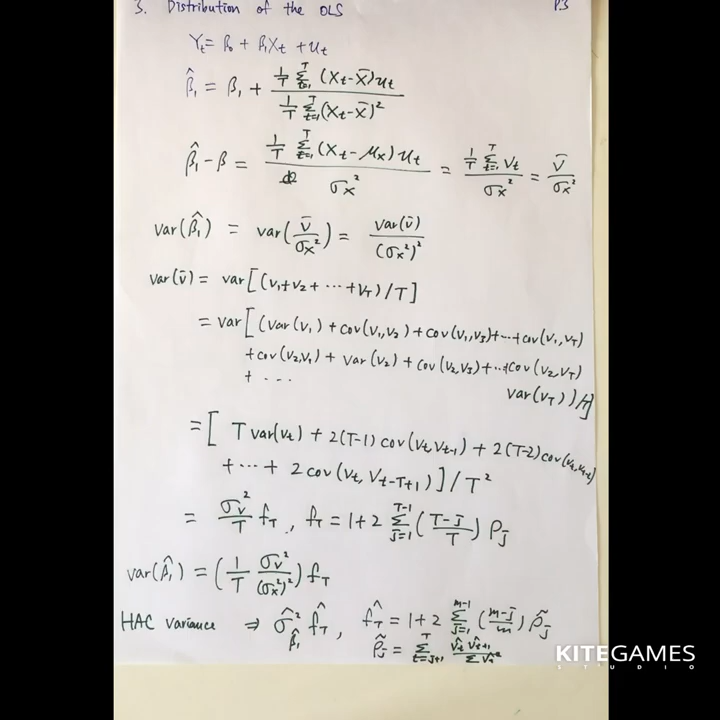 3. Distribution of the OLS P3
Yt = β0 + β1Xt + ut
β̂1 = β1 + (1/T Σ_{t=1}^{T} (Xt-X̄)ut) / (1/T Σ_{t=1}^{T} (Xt-X̄)²)
β̂1-β = (1/T Σ_{t=1}^{T} (Xt-μx)ut) / σx² = (1/T Σ_{t=1}^{T} vt) / σx² = v̄ / σx²
var(β̂1) = var(v̄/σx²) = var(v̄) / (σx²)²
var(v̄) = var[(v1+v2+ ··· +vT)/T]
= var[(var(v1)+cov(v1,v2)+cov(v1,v3)+···+cov(v1,vT)
+cov(v2,v1)+ var(v2)+ cov(v2,v3)+···+cov(v2,vT)
+ ···
var(vT))/T]
= [T var(vt) + 2(T-1) cov(vt,vt-1) + 2(T-2)cov(vt,vt-2)
+ ··· + 2cov(vt, vt-T+1)]/T²
= σv²/T fT, fT = 1+2 Σ_{j=1}^{T-1} ((T-j)/T) ρj
var(β̂1) = (1/T σv²/(σx²)²) fT
HAC variance ⇒ σ̂²_{β̂1} f̂T, f̂T = 1+2 Σ_{j=1}^{m-1} ((m-j)/m) ρ̃j
ρ̃j = Σ_{t=j+1}^{T}
KITEGAMES
STUDIO